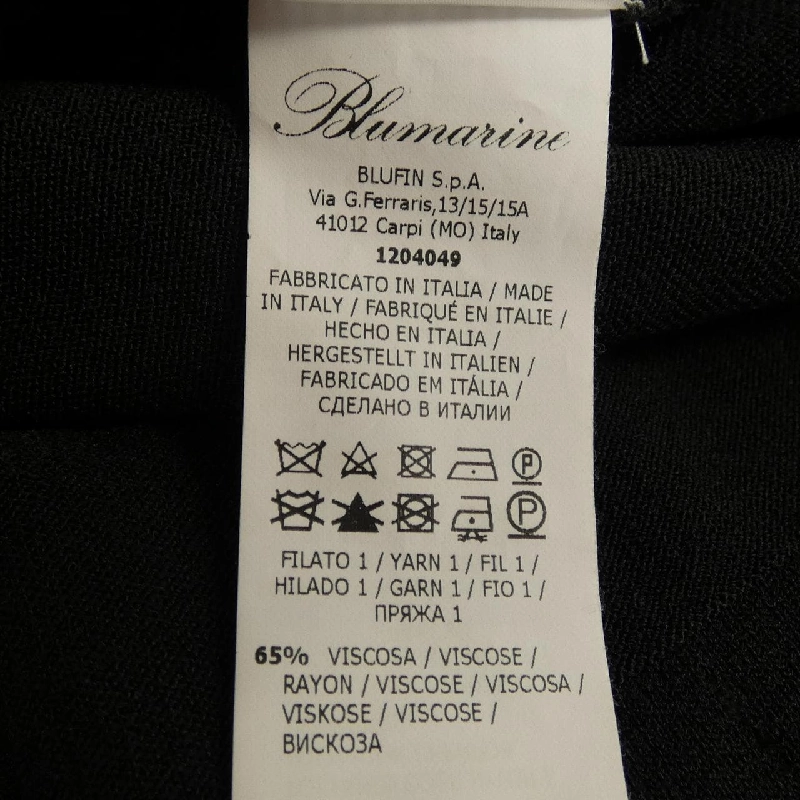 Blumarine
BLUFIN S.p.A.
Via G.Ferraris,13/15/15A
41012 Carpi (MO) Italy
1204049
FABBRICATO IN ITALIA / MADE
IN ITALY / FABRIQUÉ EN ITALIE /
HECHO EN ITALIA /
HERGESTELLT IN ITALIEN /
FABRICADO EM ITÁLIA /
СДЕЛАНО В ИТАЛИИ
P
P
FILATO 1 / YARN 1 / FIL 1 /
HILADO 1 / GARN 1 / FIO 1 /
ПРЯЖА 1
65% VISCOSA / VISCOSE /
RAYON / VISCOSE / VISCOSA /
VISKOSE / VISCOSE /
ВИСКОЗА